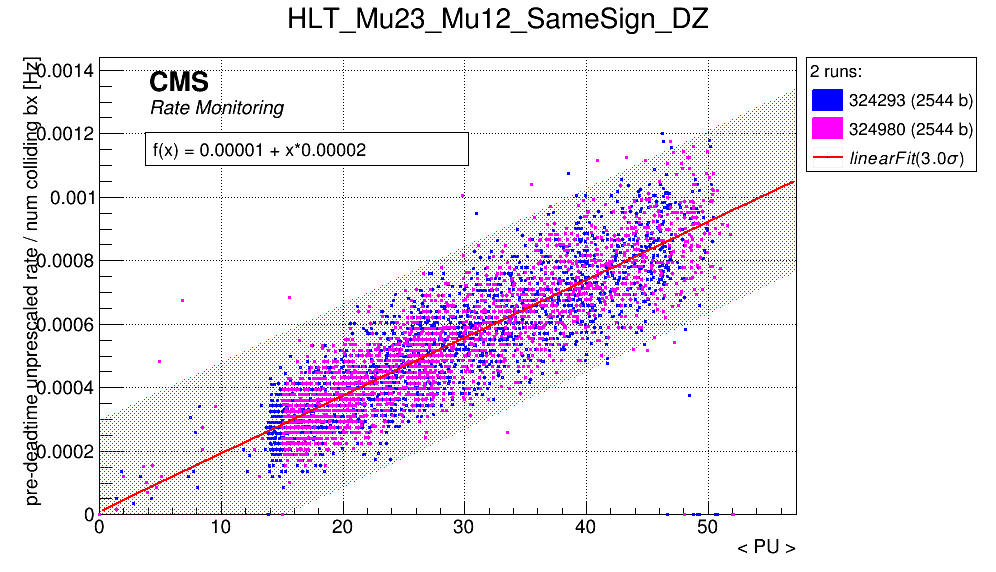 HLT_Mu23_Mu12_SameSign_DZ
pre-deadtime unprescaled rate / num colliding bx [Hz]
0.0014
0.0012
0.001
0.0008
0.0006
0.0004
0.0002
0
CMS
Rate Monitoring
f(x) = 0.00001 + x*0.00002
2 runs:
324293 (2544 b)
324980 (2544 b)
linearFit(3.0σ)
0 10 20 30 40 50
< PU >